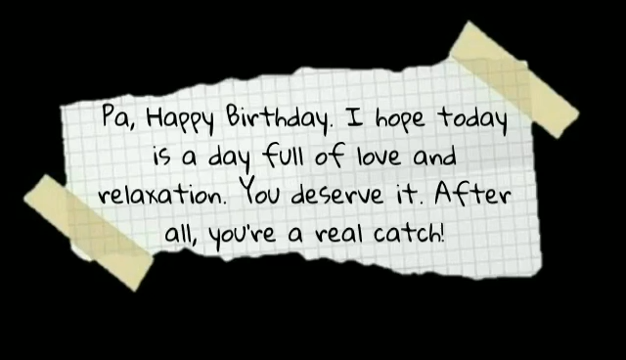 Pa, Happy Birthday. I hope today
is a day full of love and
relaxation. You deserve it. After
all, you're a real catch!